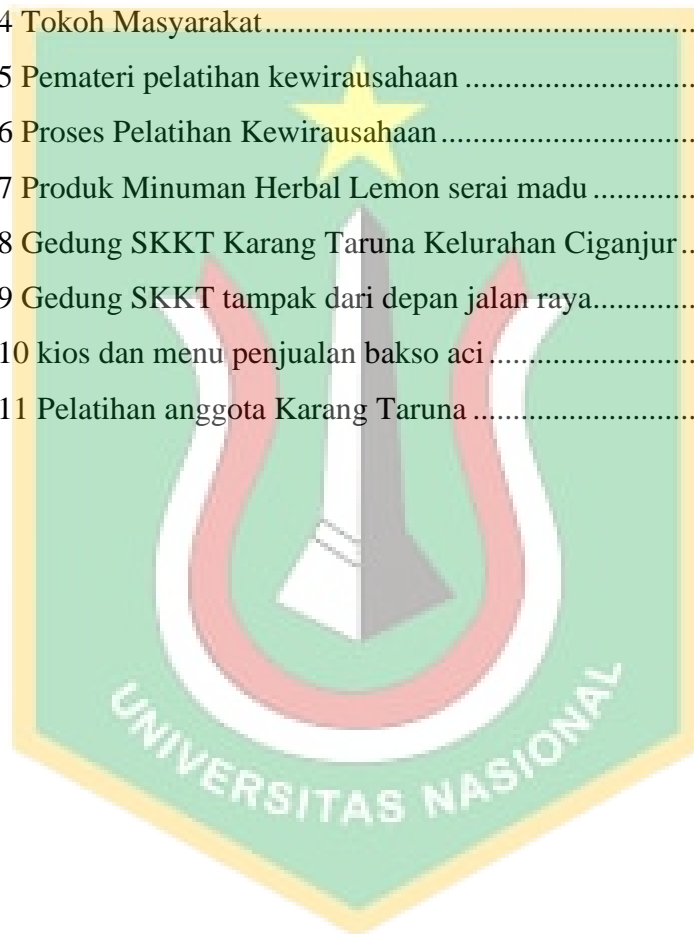 4 Tokoh Masyarakat........................................................
5 Pemateri pelatihan kewirausahaan..............................
6 Proses Pelatihan Kewirausahaan.................................
7 Produk Minuman Herbal Lemon serai madu..............
8 Gedung SKKT Karang Taruna Kelurahan Ciganjur..
9 Gedung SKKT tampak dari depan jalan raya.............
10 kios dan menu penjualan bakso aci...........................
11 Pelatihan anggota Karang Taruna.............................
UNIVERSITAS NASIONAL